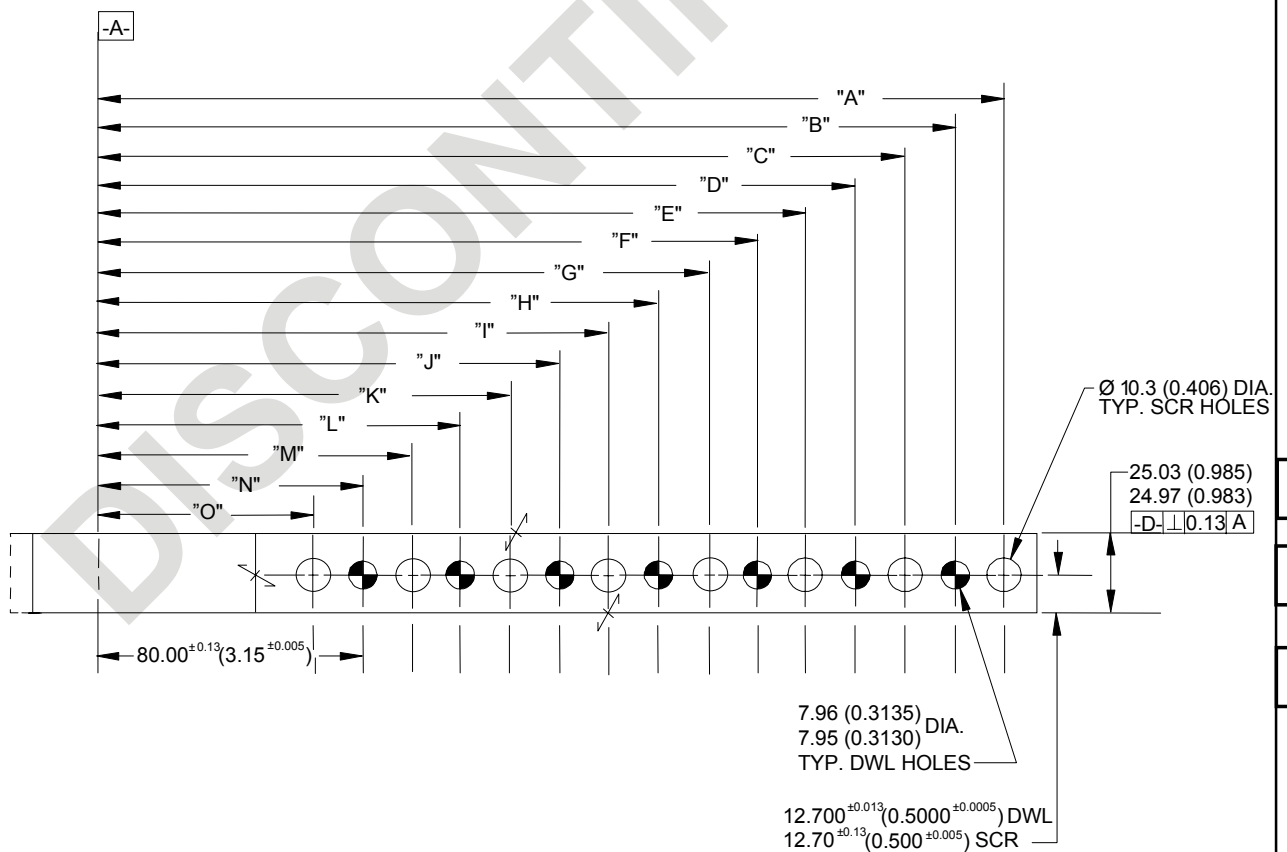 -A-
"A"
"B"
"C"
"D"
"E"
"F"
"G"
"H"
"I"
"J"
"K"
"L"
"M"
"N"
"O"
DISCONTIN
Ø 10.3 (0.406) DIA.
TYP. SCR HOLES
25.03 (0.985)
24.97 (0.983)
-D- ⊥ 0.13 A
80.00 ±0.13 (3.15 ±0.005)
7.96 (0.3135) DIA.
7.95 (0.3130)
TYP. DWL HOLES
12.700 ±0.013 (0.5000 ±0.0005) DWL
12.70 ±0.13 (0.500 ±0.005) SCR